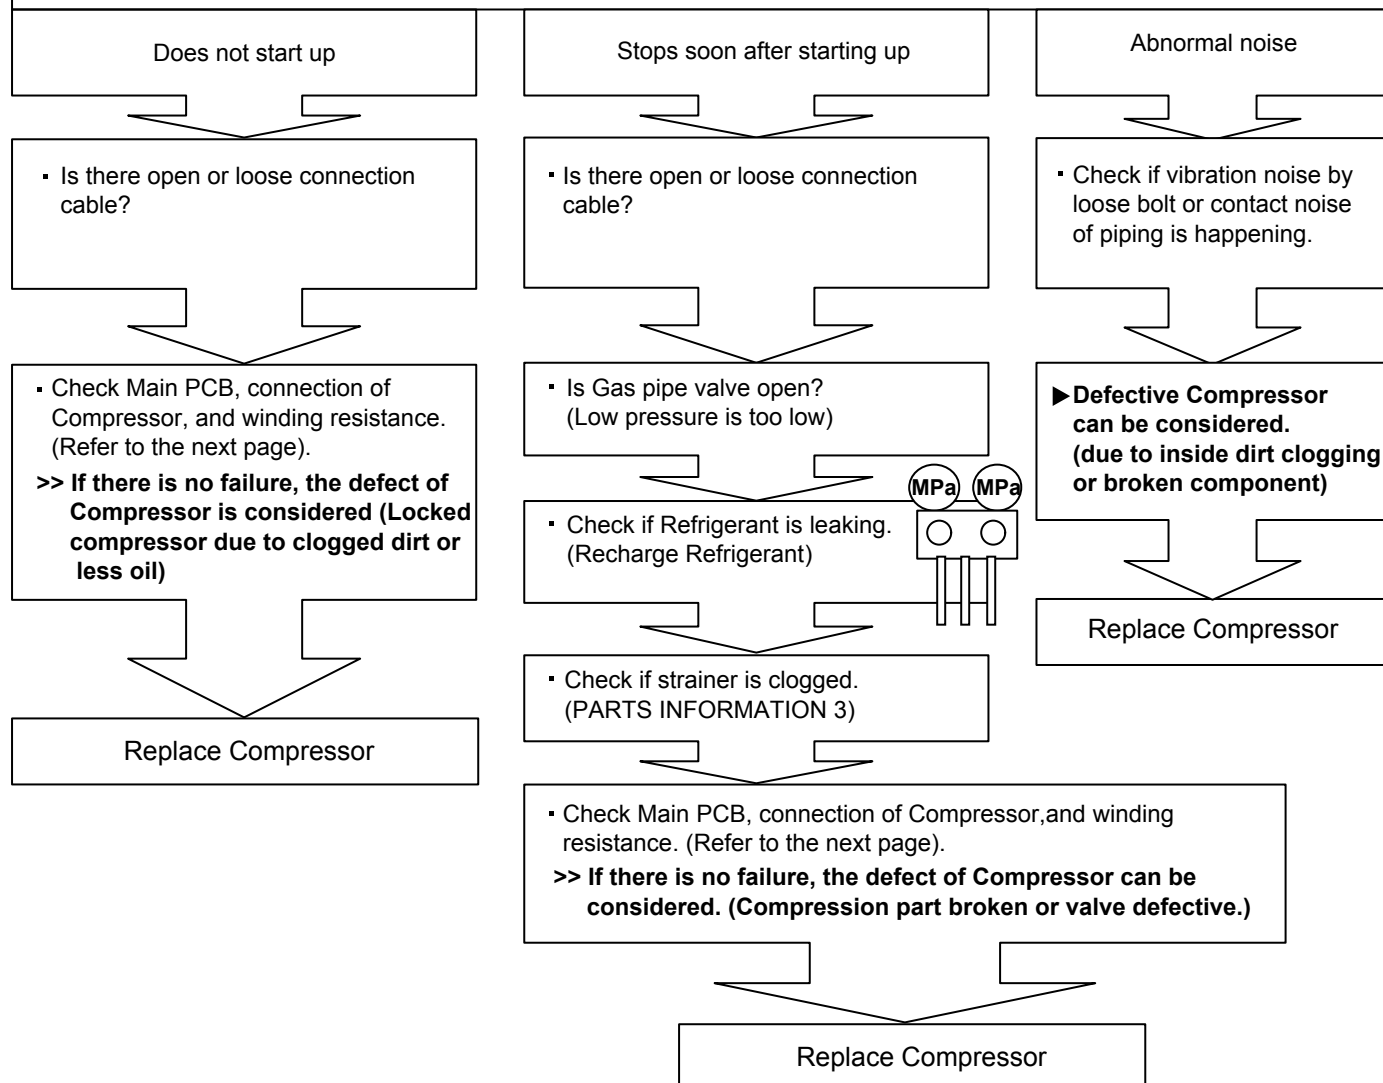 Does not start up
▪ Is there open or loose connection
cable?
▪ Check Main PCB, connection of
Compressor, and winding resistance.
(Refer to the next page).
>> If there is no failure, the defect of
Compressor is considered (Locked
compressor due to clogged dirt or
less oil)
Replace Compressor
Stops soon after starting up
▪ Is there open or loose connection
cable?
▪ Is Gas pipe valve open?
(Low pressure is too low)
▪ Check if Refrigerant is leaking.
(Recharge Refrigerant)
MPa MPa
▪ Check if strainer is clogged.
(PARTS INFORMATION 3)
▪ Check Main PCB, connection of Compressor,and winding
resistance. (Refer to the next page).
>> If there is no failure, the defect of Compressor can be
considered. (Compression part broken or valve defective.)
Replace Compressor
Abnormal noise
▪ Check if vibration noise by
loose bolt or contact noise
of piping is happening.
▶Defective Compressor
can be considered.
(due to inside dirt clogging
or broken component)
Replace Compressor